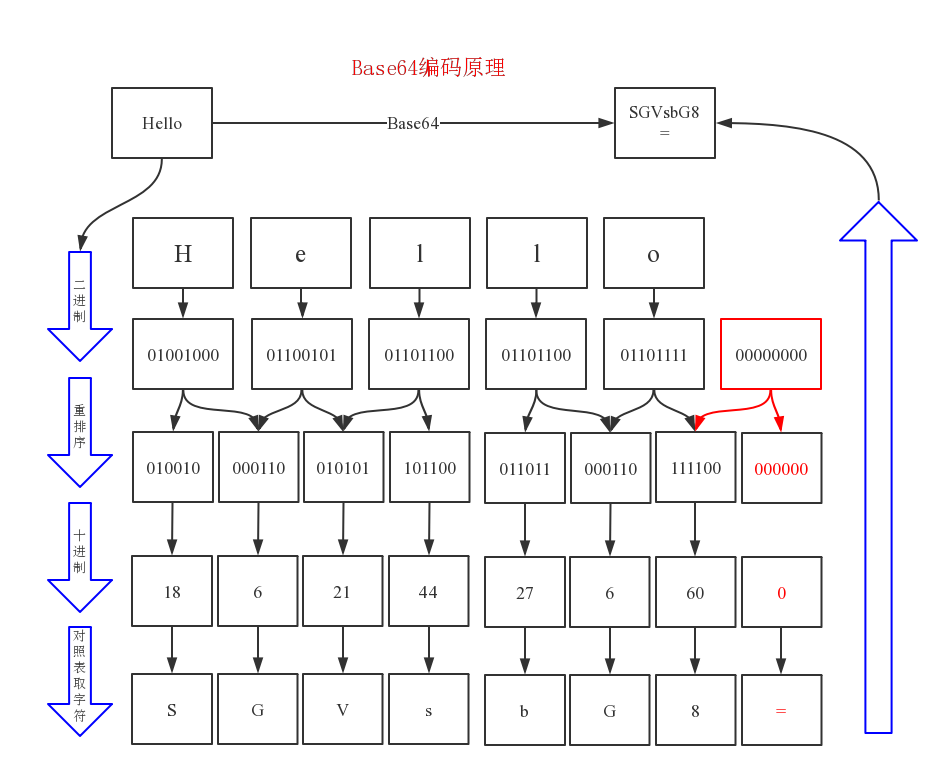 Base64编码原理
Hello
Base64
SGVsbG8
=
H e l l o
二进制
01001000 01100101 01101100 01101100 01101111 00000000
重排序
010010 000110 010101 101100 011011 000110 111100 000000
十进制
18 6 21 44 27 6 60 0
对照表取字符
S G V s b G 8 =